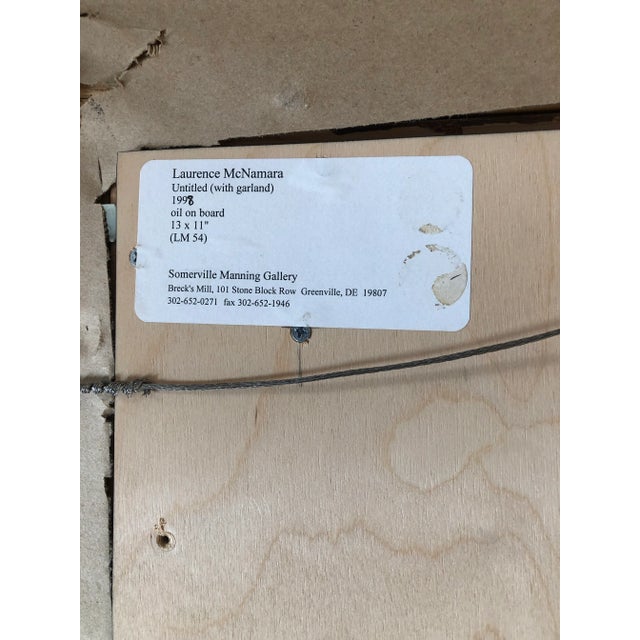 Laurence McNamara
Untitled (with garland)
1998
oil on board
13 x 11"
(LM 54)
Somerville Manning Gallery
Breck's Mill, 101 Stone Block Row Greenville, DE 19807
302-652-0271 fax 302-652-1946